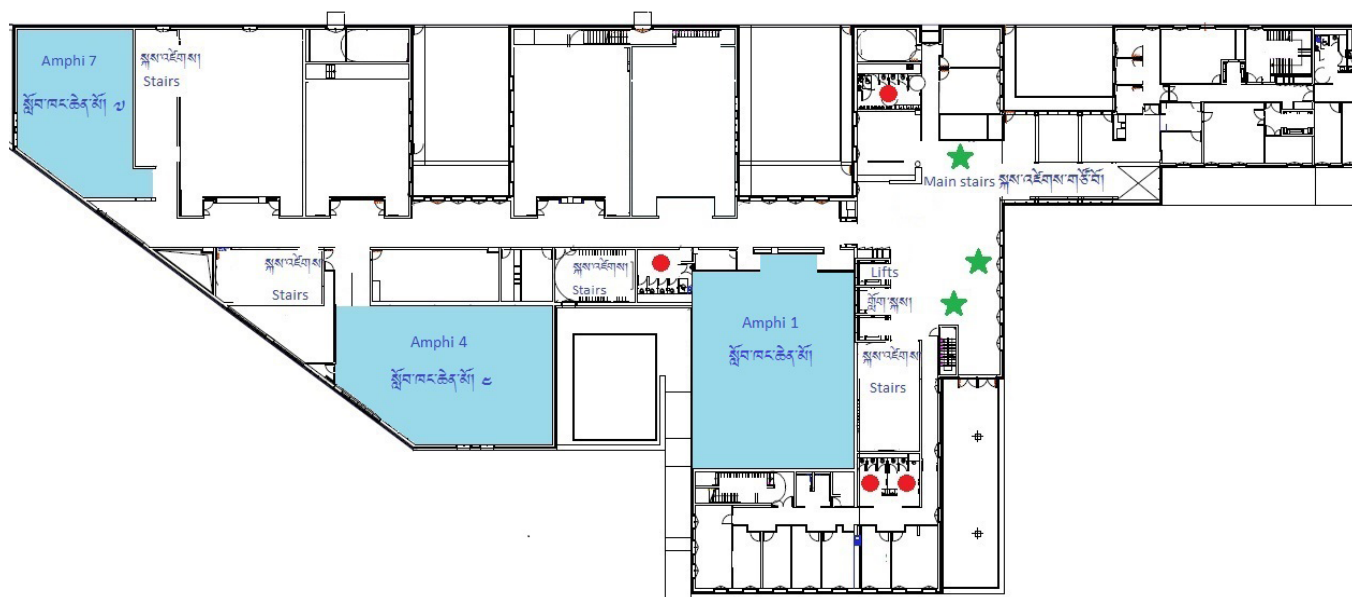 Amphi 7
སློབ་ཁང་ཆེན་མོ། ༧
སྐས་འཛེགས།
Stairs
Main stairs སྐས་འཛེགས་གཙོ་བོ།
སྐས་འཛེགས།
Stairs
སྐས་འཛེགས།
Stairs
Lifts
གློག་སྐས།
Amphi 4
སློབ་ཁང་ཆེན་མོ། ༤
Amphi 1
སློབ་ཁང་ཆེན་མོ།
སྐས་འཛེགས།
Stairs